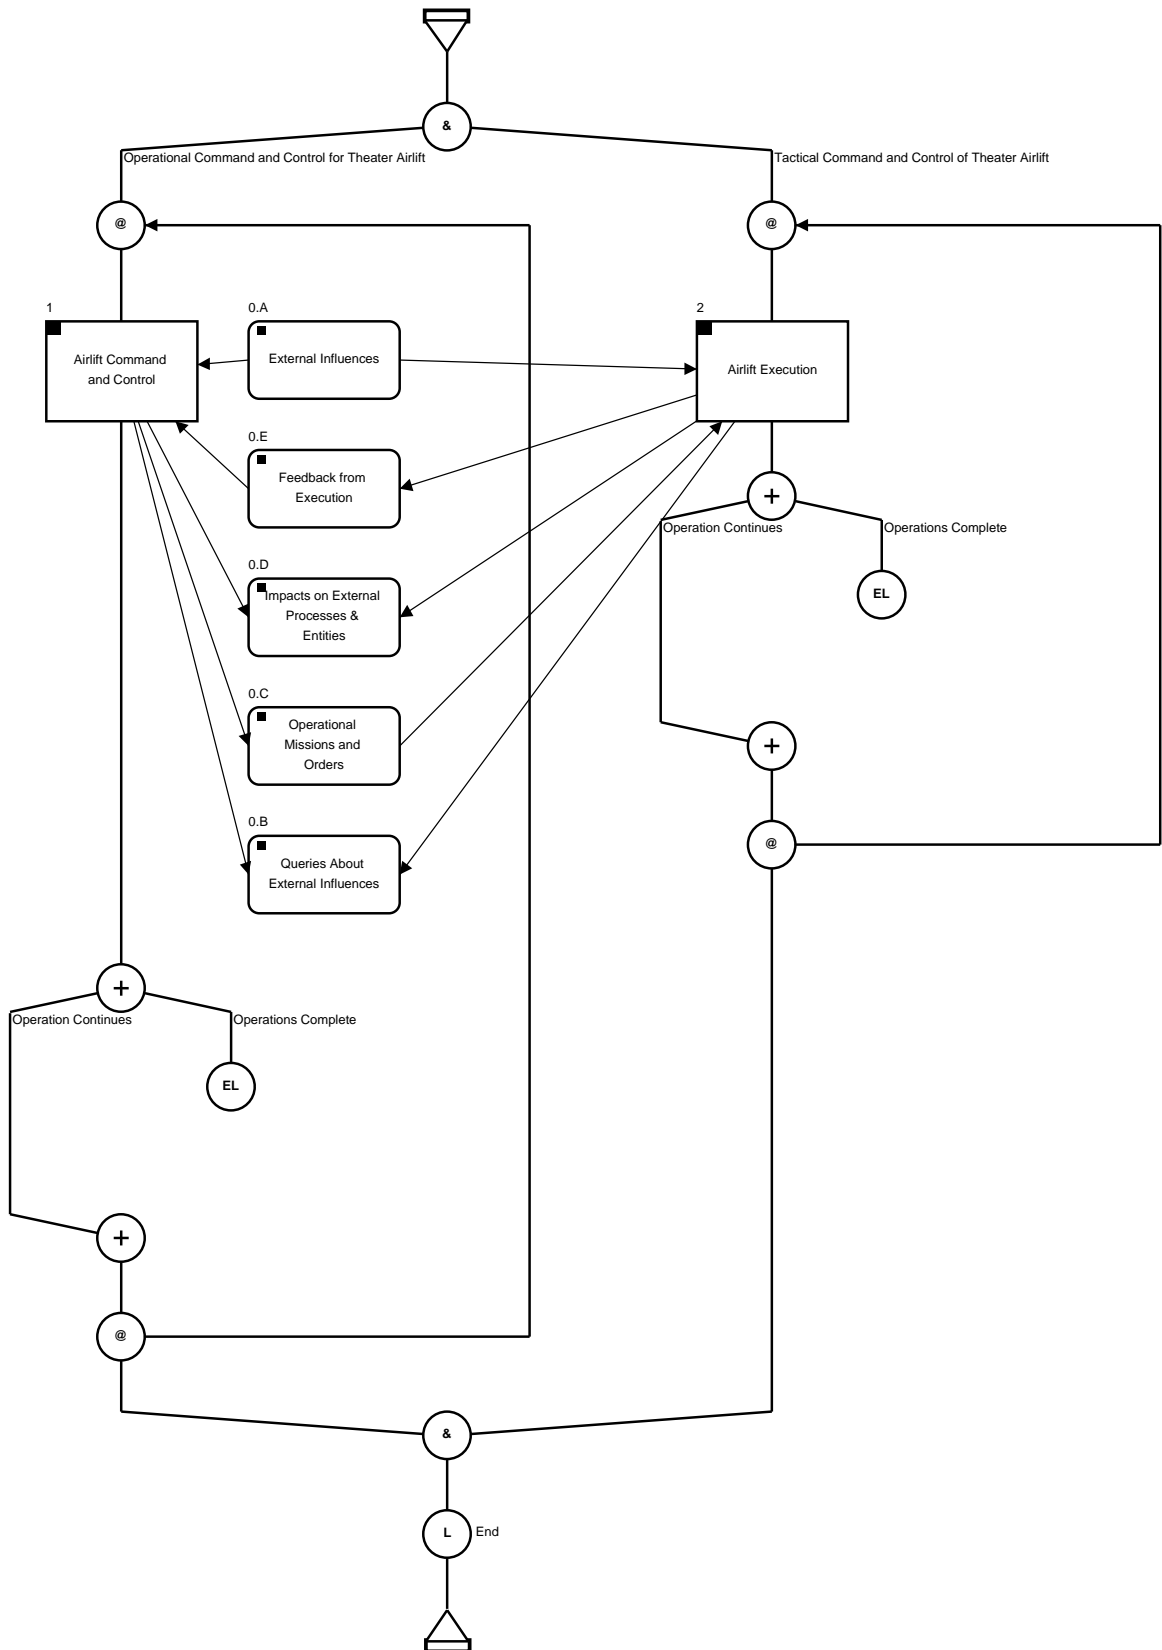 &
Operational Command and Control for Theater Airlift
Tactical Command and Control of Theater Airlift
@
@
1
0.A
2
Airlift Command
and Control
External Influences
Airlift Execution
0.E
Feedback from
Execution
+
Operation Continues
Operations Complete
EL
0.D
Impacts on External
Processes &
Entities
0.C
Operational
Missions and
Orders
+
@
0.B
Queries About
External Influences
+
Operation Continues
Operations Complete
EL
+
@
&
L
End